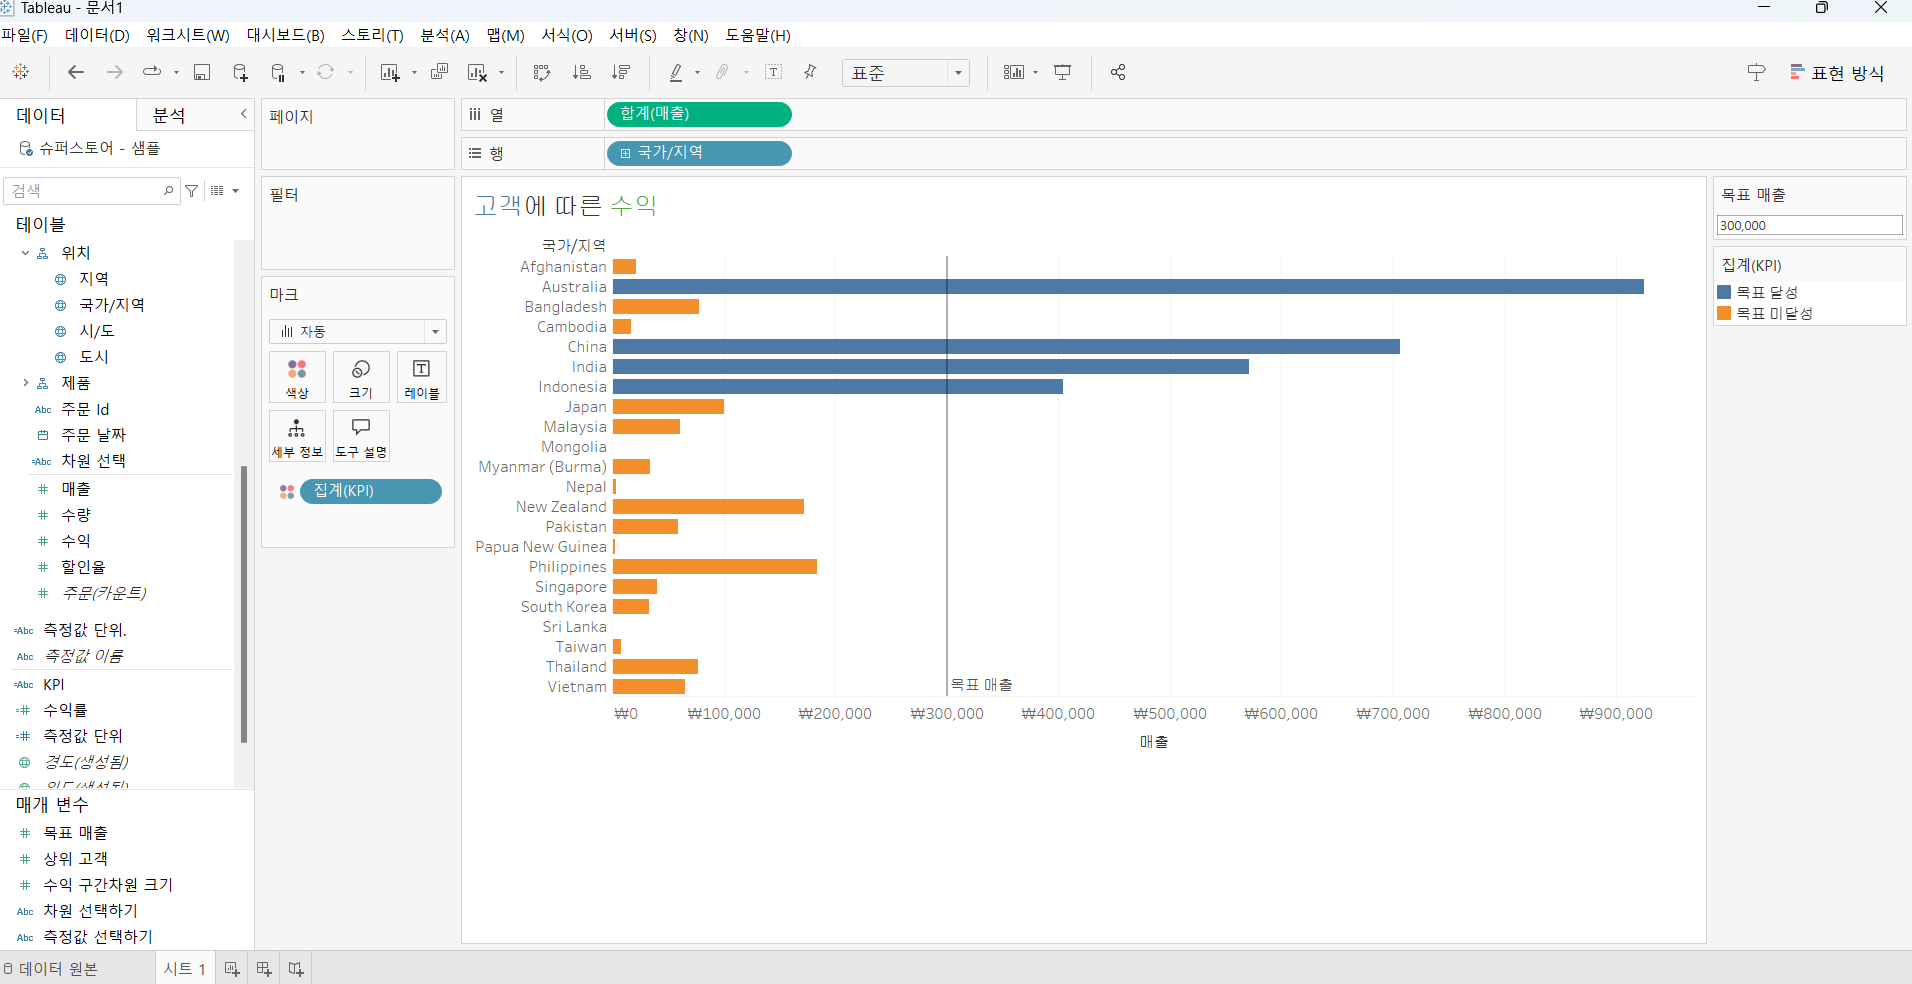 Tableau - 문서1
파일(F) 데이터(D) 워크시트(W) 대시보드(B) 스토리(T) 분석(A) 맵(M) 서식(O) 서버(S) 창(N) 도움말(H)
표준
표현 방식
데이터 분석
슈퍼스토어 - 샘플
검색
테이블
위치
지역
국가/지역
시/도
도시
제품
Abc 주문 Id
주문 날짜
=Abc 차원 선택
# 매출
# 수량
# 수익
# 할인율
# 주문(카운트)
=Abc 측정값 단위.
Abc 측정값 이름
=Abc KPI
=# 수익률
=# 측정값 단위
경도(생성됨)
위도(생성됨)
매개 변수
# 목표 매출
# 상위 고객
# 수익 구간차원 크기
Abc 차원 선택하기
Abc 측정값 선택하기
페이지
필터
마크
자동
색상 크기 레이블
세부 정보 도구 설명
집계(KPI)
열 합계(매출)
행 국가/지역
고객에 따른 수익
국가/지역
Afghanistan
Australia
Bangladesh
Cambodia
China
India
Indonesia
Japan
Malaysia
Mongolia
Myanmar (Burma)
Nepal
New Zealand
Pakistan
Papua New Guinea
Philippines
Singapore
South Korea
Sri Lanka
Taiwan
Thailand
Vietnam
목표 매출
₩0 ₩100,000 ₩200,000 ₩300,000 ₩400,000 ₩500,000 ₩600,000 ₩700,000 ₩800,000 ₩900,000
매출
목표 매출
300,000
집계(KPI)
목표 달성
목표 미달성
데이터 원본 시트 1